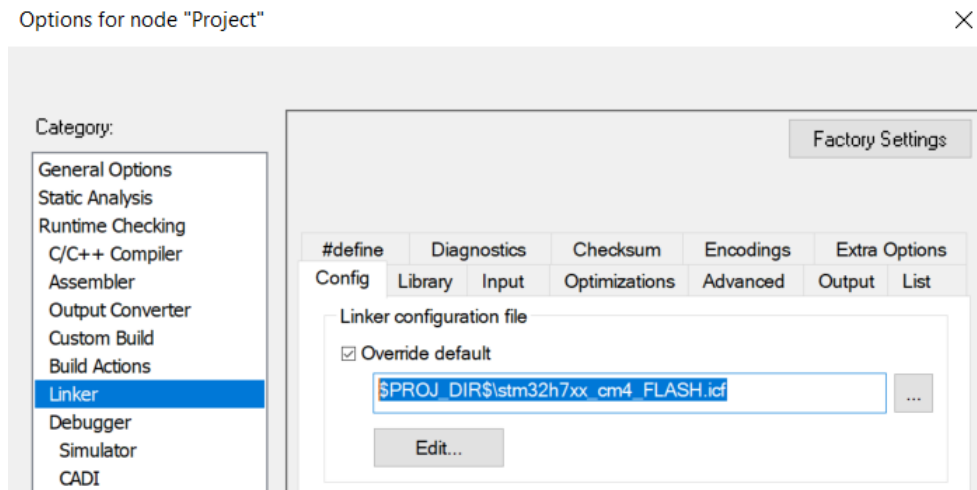 Options for node "Project"
Category:
Factory Settings
General Options
Static Analysis
Runtime Checking
C/C++ Compiler
Assembler
Output Converter
Custom Build
Build Actions
Linker
Debugger
Simulator
CADI
#define Diagnostics Checksum Encodings Extra Options
Config Library Input Optimizations Advanced Output List
Linker configuration file
Override default
$PROJ_DIR$\stm32h7xx_cm4_FLASH.icf
...
Edit...